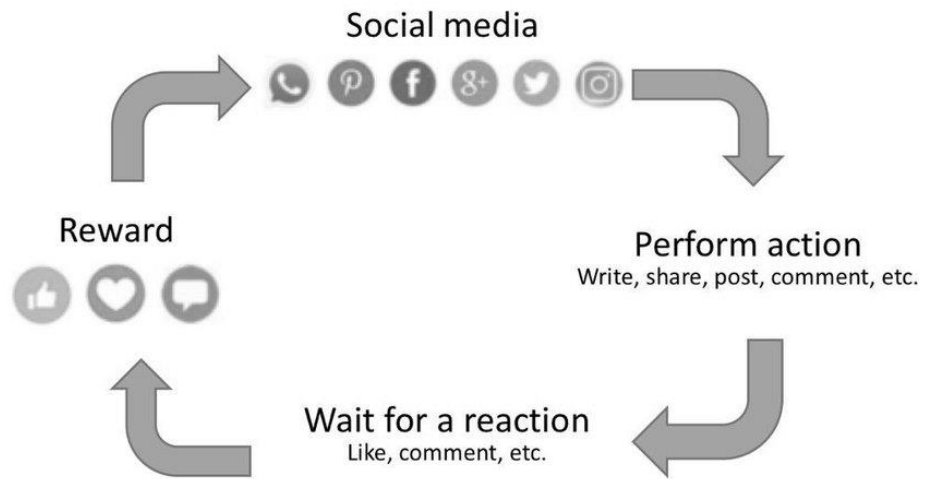 Social media
Perform action
Write, share, post, comment, etc.
Wait for a reaction
Like, comment, etc.
Reward